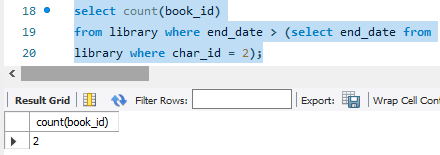 18 select count(book_id)
19 from library where end_date > (select end_date from
20 library where char_id = 2);
Result Grid Filter Rows: Export: Wrap Cell Cont
count(book_id)
2